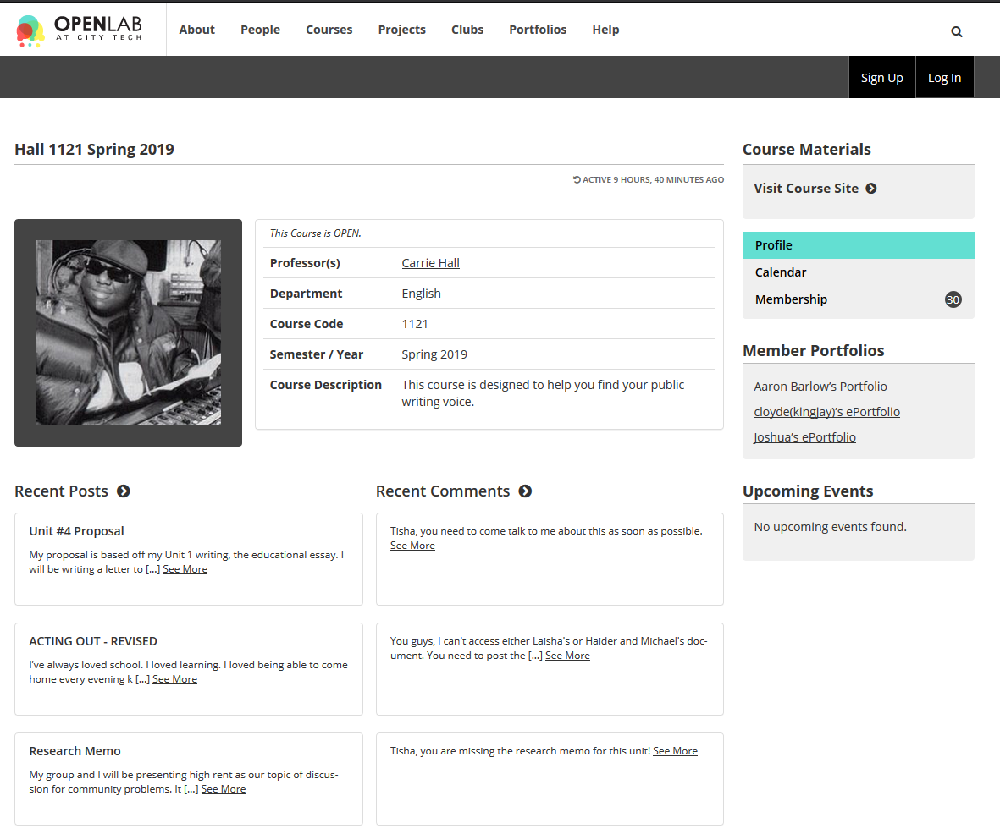 OPENLAB
AT CITY TECH
About People Courses Projects Clubs Portfolios Help
Sign Up Log In
Hall 1121 Spring 2019
ACTIVE 9 HOURS, 40 MINUTES AGO
This Course is OPEN.
Professor(s) Carrie Hall
Department English
Course Code 1121
Semester / Year Spring 2019
Course Description This course is designed to help you find your public
writing voice.
Recent Posts
Unit #4 Proposal
My proposal is based off my Unit 1 writing, the educational essay. I
will be writing a letter to [...] See More
ACTING OUT - REVISED
I've always loved school. I loved learning. I loved being able to come
home every evening k [...] See More
Research Memo
My group and I will be presenting high rent as our topic of discus-
sion for community problems. It [...] See More
Recent Comments
Tisha, you need to come talk to me about this as soon as possible.
See More
You guys, I can't access either Laisha's or Haider and Michael's doc-
ument. You need to post the [...] See More
Tisha, you are missing the research memo for this unit! See More
Course Materials
Visit Course Site
Profile
Calendar
Membership 30
Member Portfolios
Aaron Barlow's Portfolio
cloyde(kingjay)'s ePortfolio
Joshua's ePortfolio
Upcoming Events
No upcoming events found.